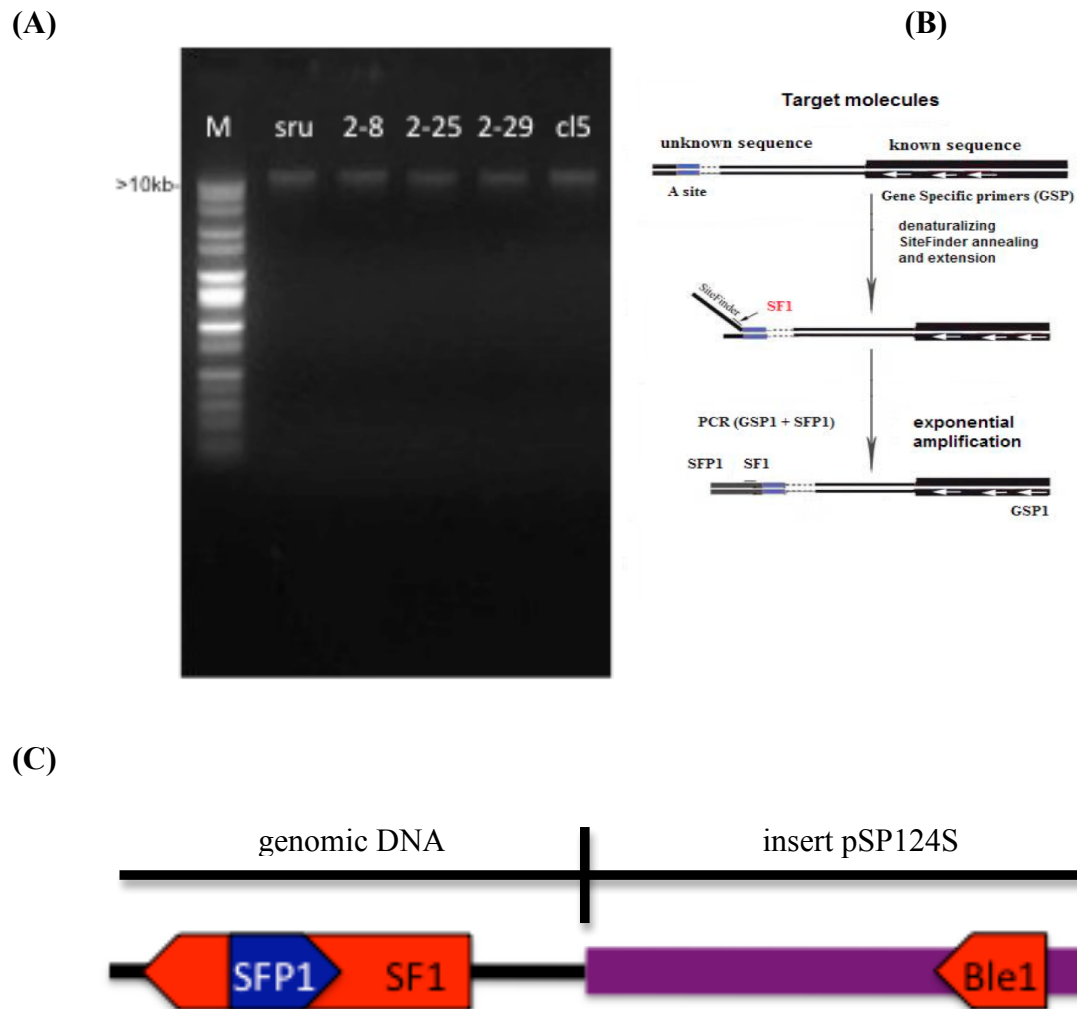 (A)
M sru 2-8 2-25 2-29 cl5
>10kb-
(B)
Target molecules
unknown sequence known sequence
A site Gene Specific primers (GSP)
denaturalizing
SiteFinder annealing
and extension
SiteFinder
SF1
PCR (GSP1 + SFP1)
exponential
amplification
SFP1 SF1
GSP1
(C)
genomic DNA insert pSP124S
SFP1 SF1 Ble1